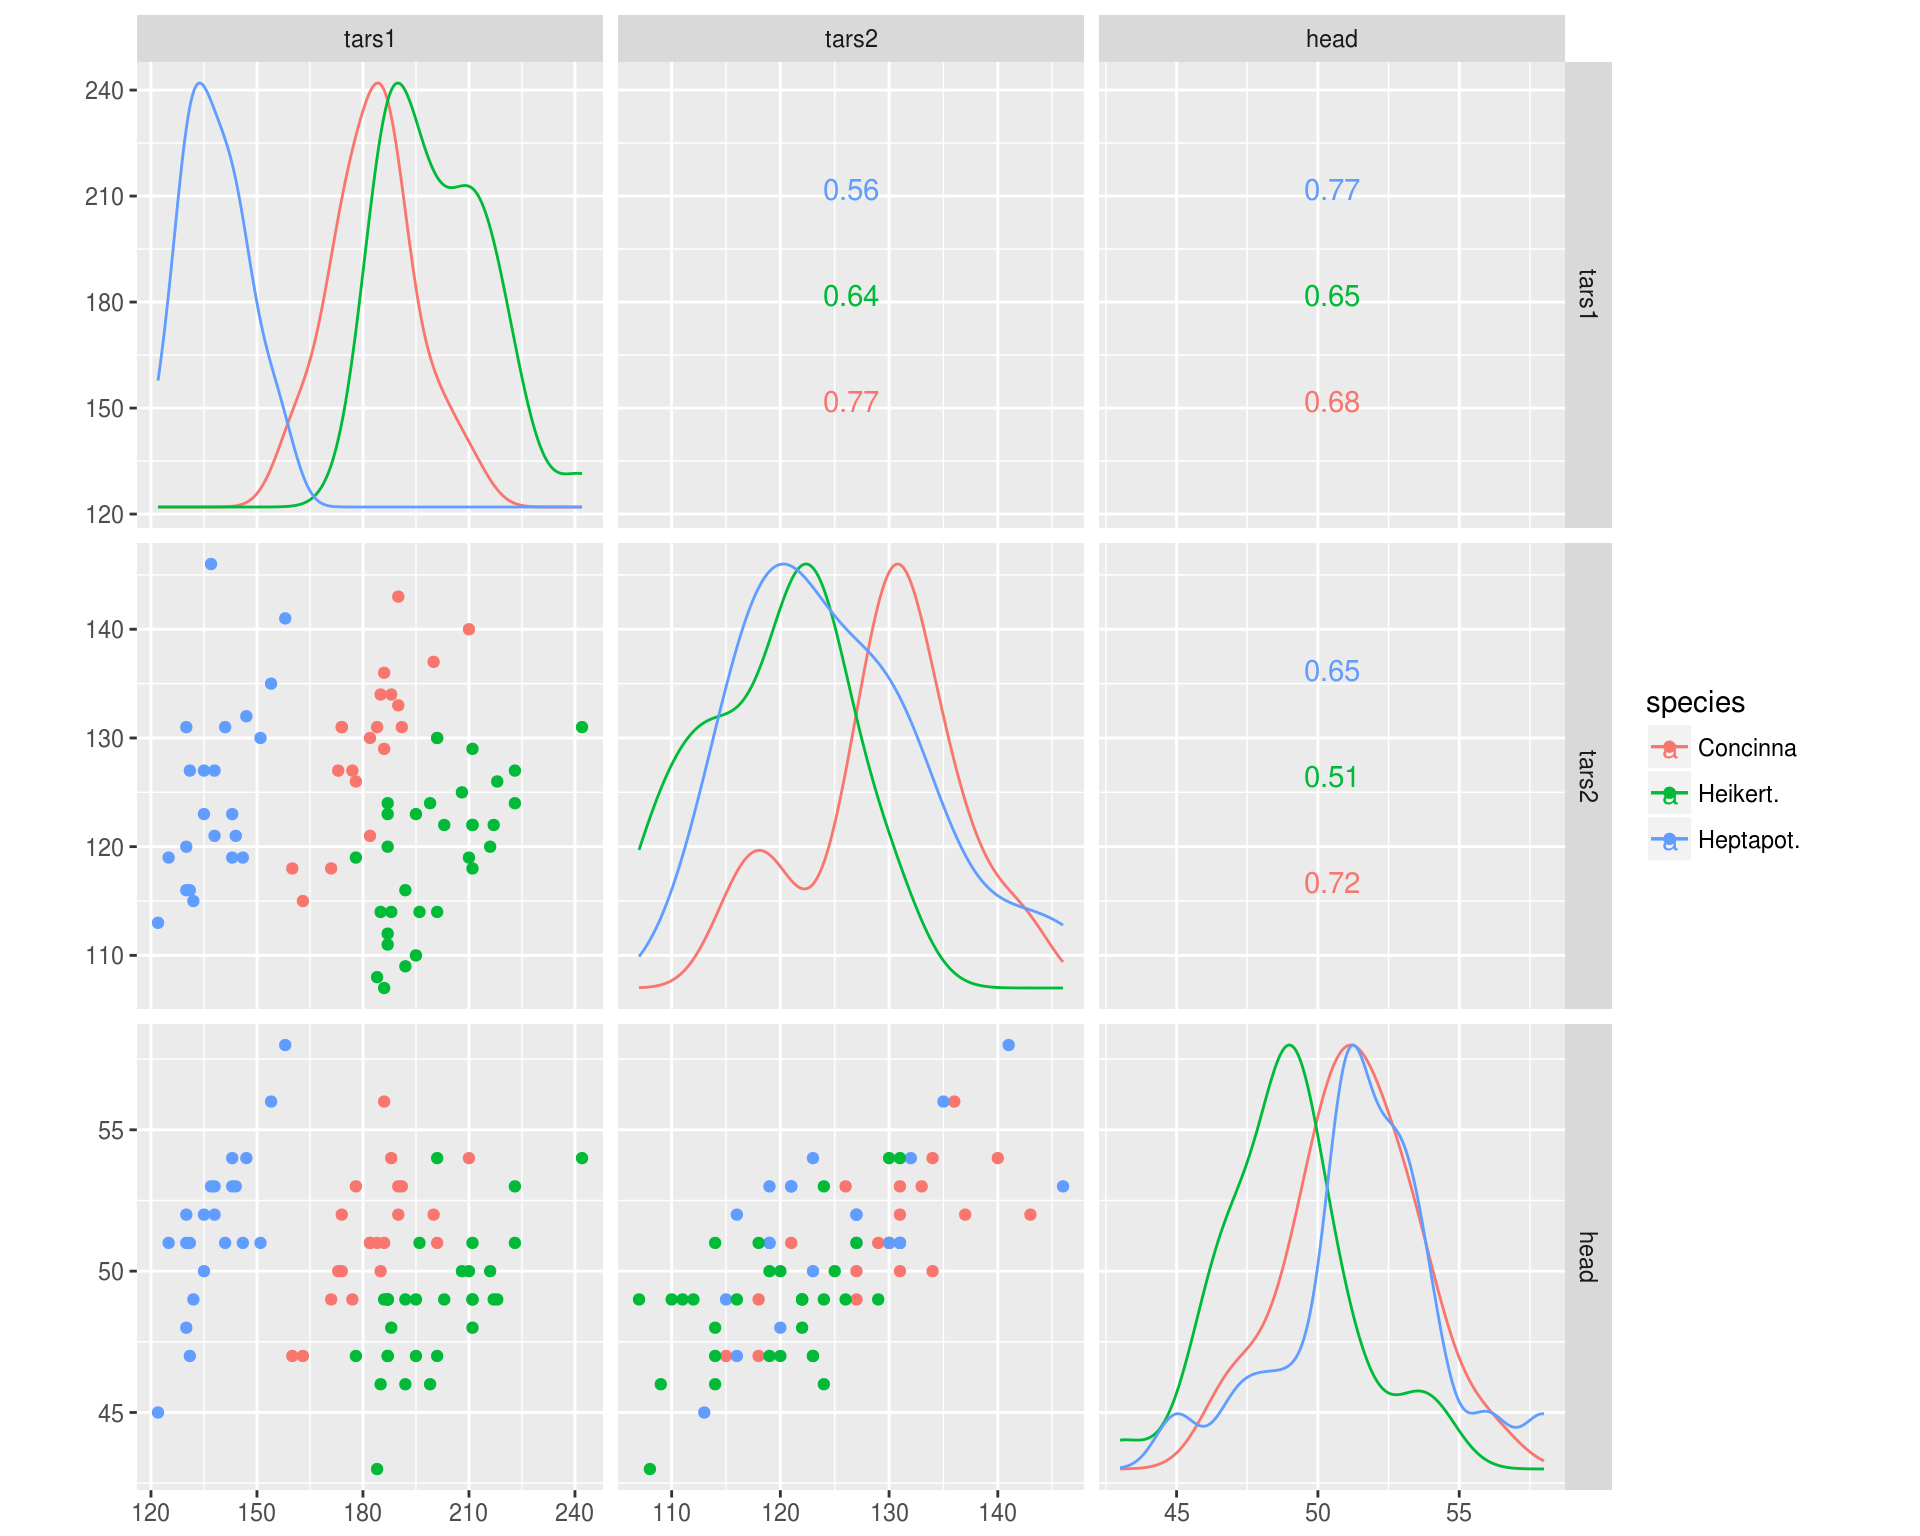 tars1 tars2 head
240
210
180
150
120
0.56 0.77
0.64 0.65
0.77 0.68
tars1
140
130
120
110
0.65
0.51
0.72
tars2
55
50
45
head
120 150 180 210 240 110 120 130 140 45 50 55
species
a Concinna
a Heikert.
a Heptapot.